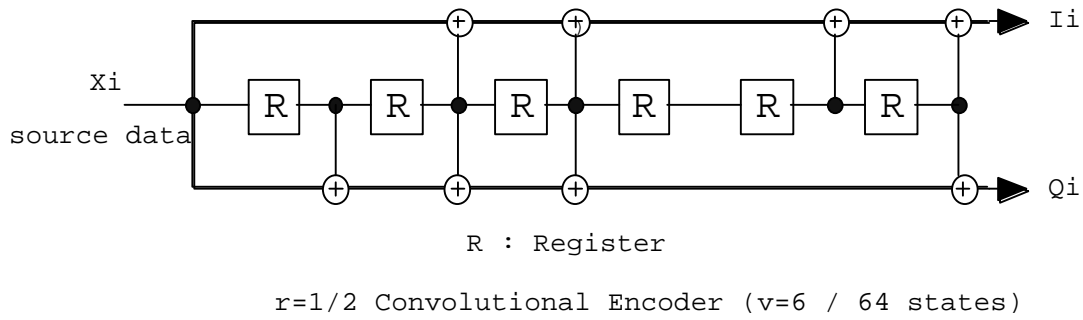 Ii
Xi
R R R R R R
source data
Qi
R : Register
r=1/2 Convolutional Encoder (v=6 / 64 states)